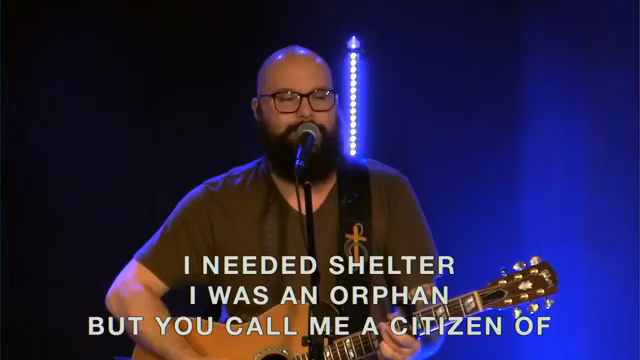 I NEEDED SHELTER
I WAS AN ORPHAN
BUT YOU CALL ME A CITIZEN OF